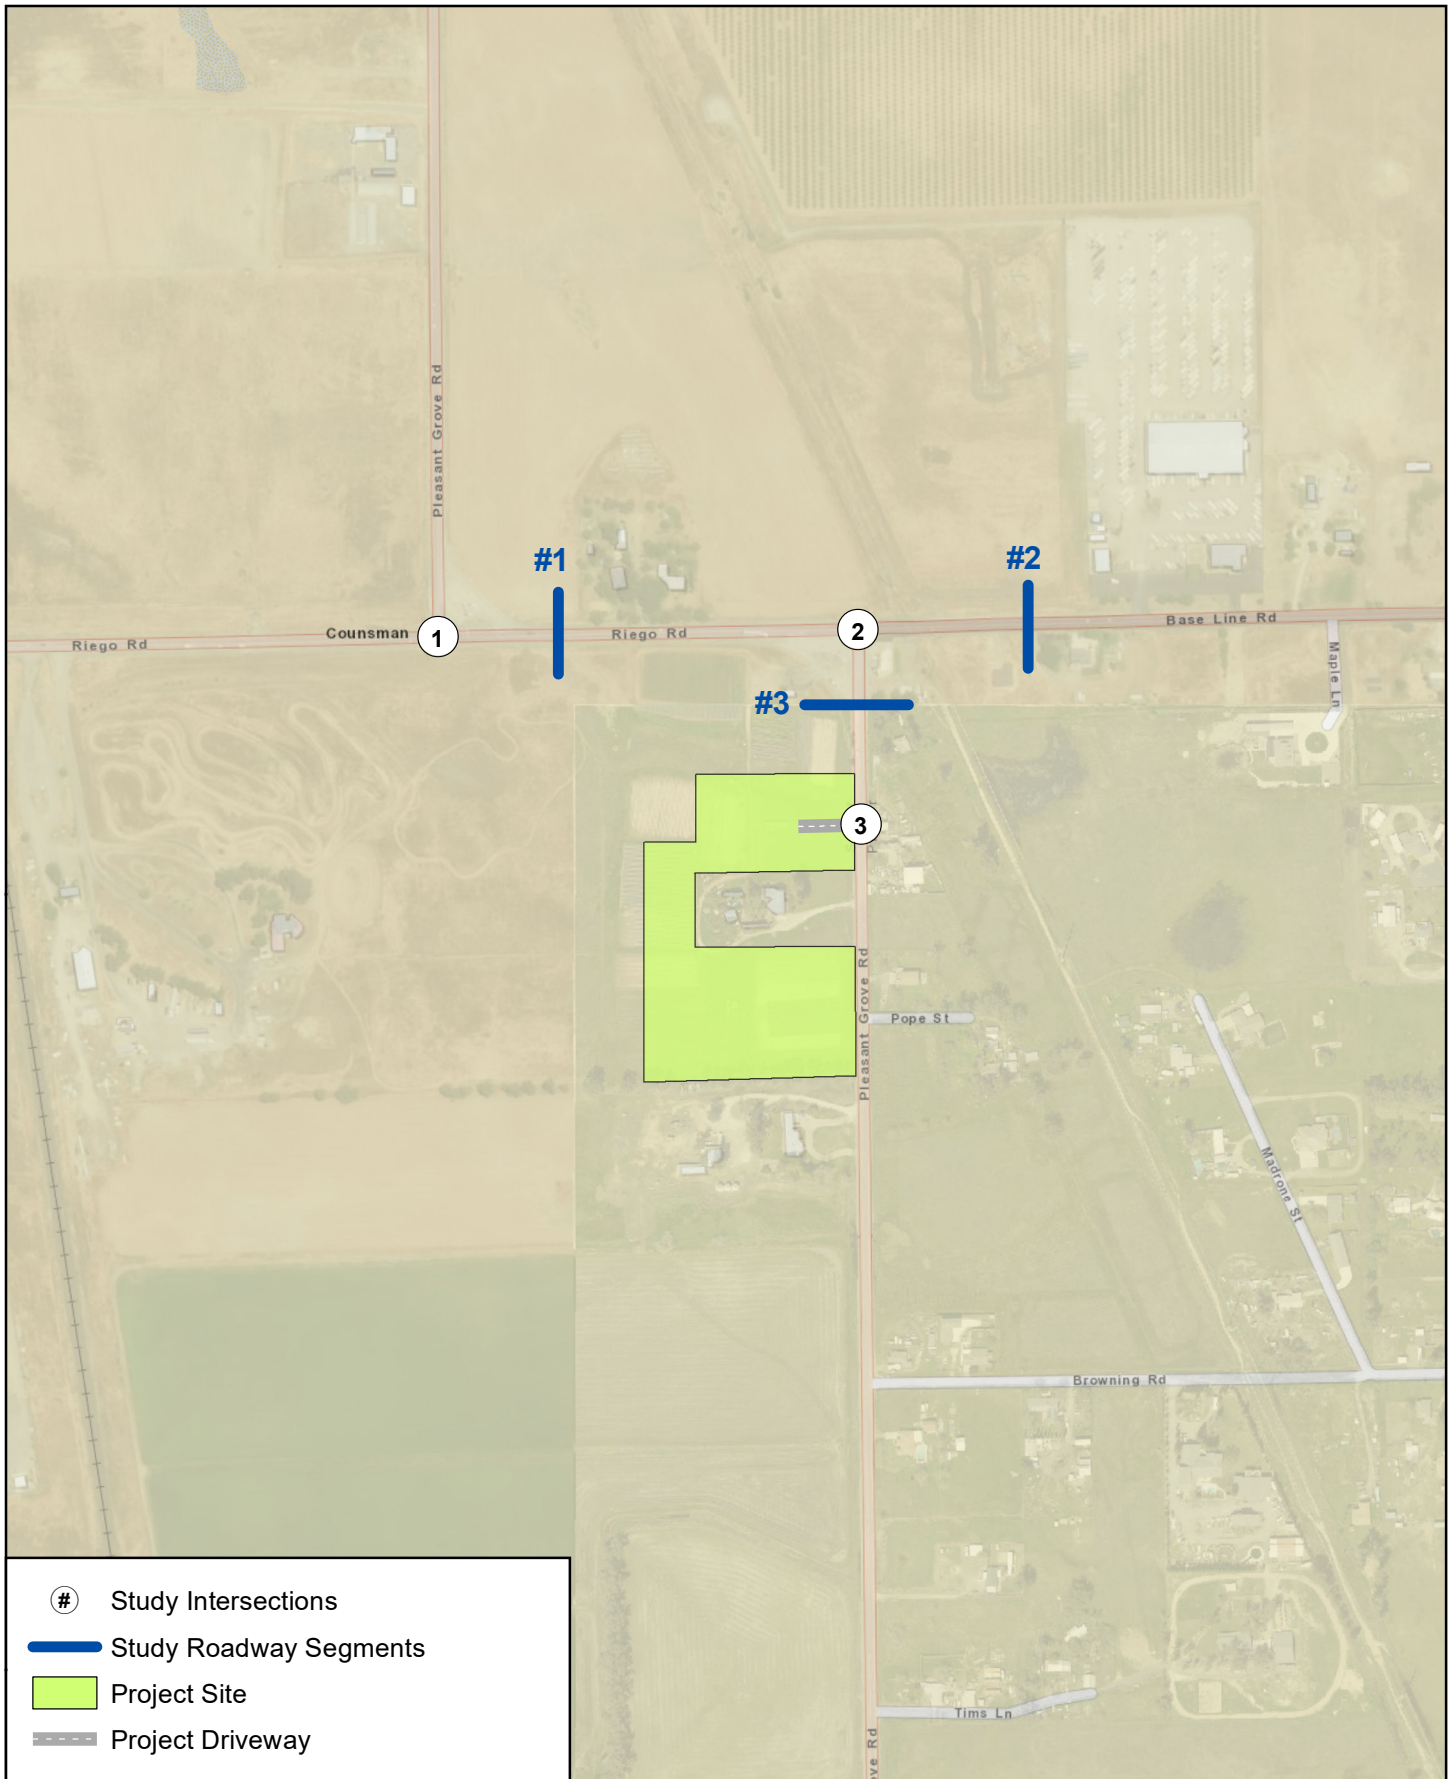 Pleasant Grove Rd
#1
#2
Riego Rd
Counsman
1
Riego Rd
2
Base Line Rd
Maple Ln
#3
3
Pleasant Grove Rd
Pope St
Madrone St
Browning Rd
Tims Ln
ove Rd
# Study Intersections
Study Roadway Segments
Project Site
Project Driveway